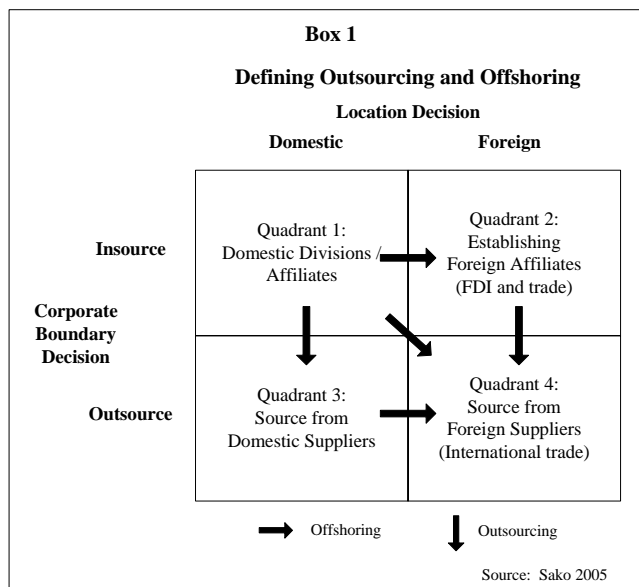 Box 1
Defining Outsourcing and Offshoring
Location Decision
Domestic
Foreign
Insource
Quadrant 1:
Domestic Divisions /
Affiliates
Quadrant 2:
Establishing
Foreign Affiliates
(FDI and trade)
Corporate
Boundary
Decision
Outsource
Quadrant 3:
Source from
Domestic Suppliers
Quadrant 4:
Source from
Foreign Suppliers
(International trade)
Offshoring
Outsourcing
Source: Sako 2005